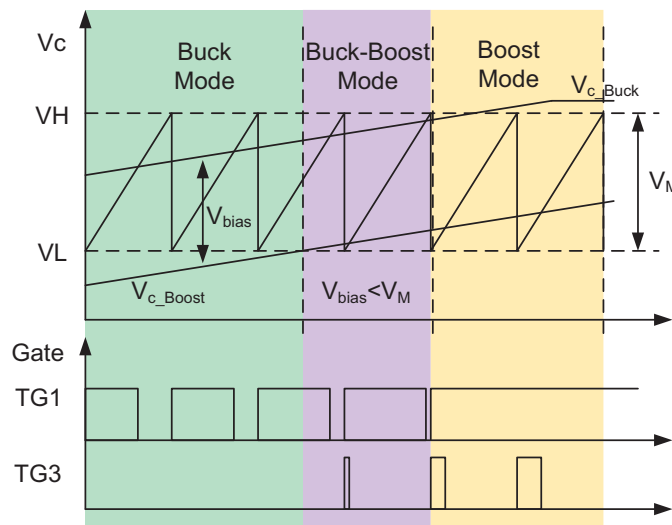 Vc
Buck
Mode
Buck-Boost
Mode
Boost
Mode
Vc_Buck
VH
Vbias
VM
VL
Vc_Boost
Vbias<VM
Gate
TG1
TG3